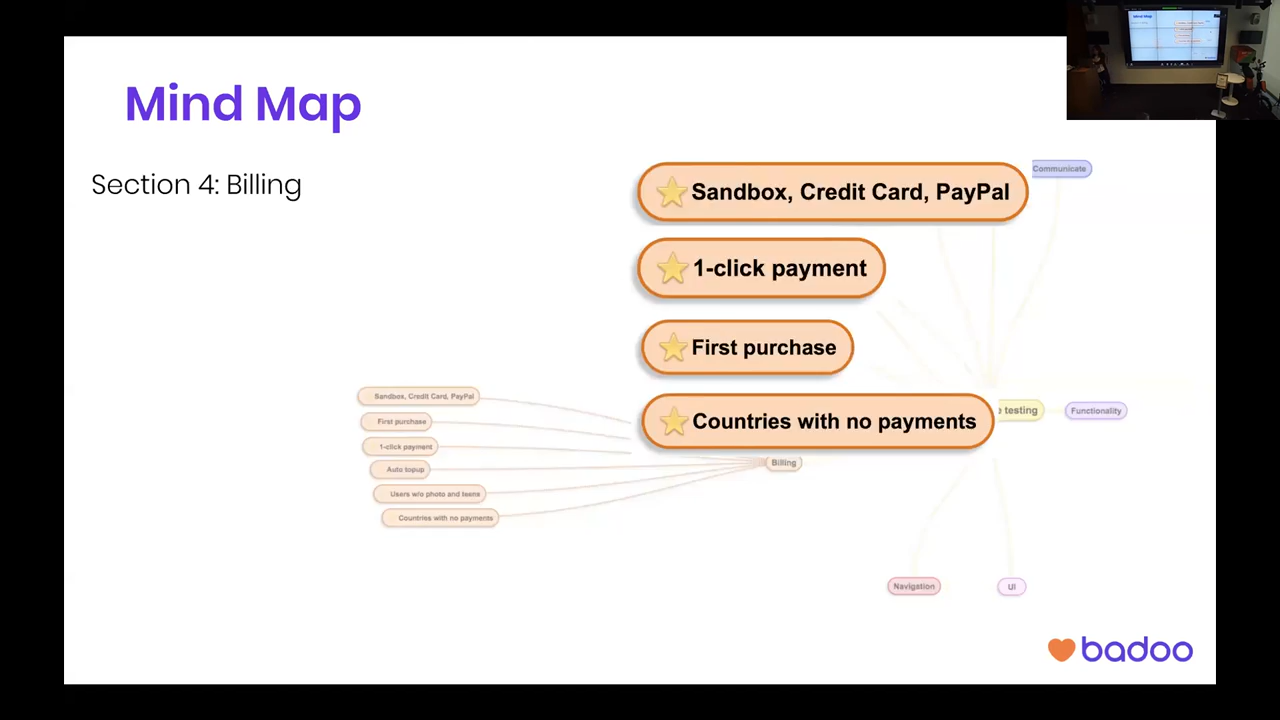 Mind Map
Section 4: Billing
Sandbox, Credit Card, PayPal
1-click payment
First purchase
Countries with no payments
Communicate
testing
Functionality
Sandbox, Credit Card, PayPal
First purchase
1-click payment
Auto topup
Users w/o photo and teens
Countries with no payments
Billing
Navigation
UI
badoo
Mind Map